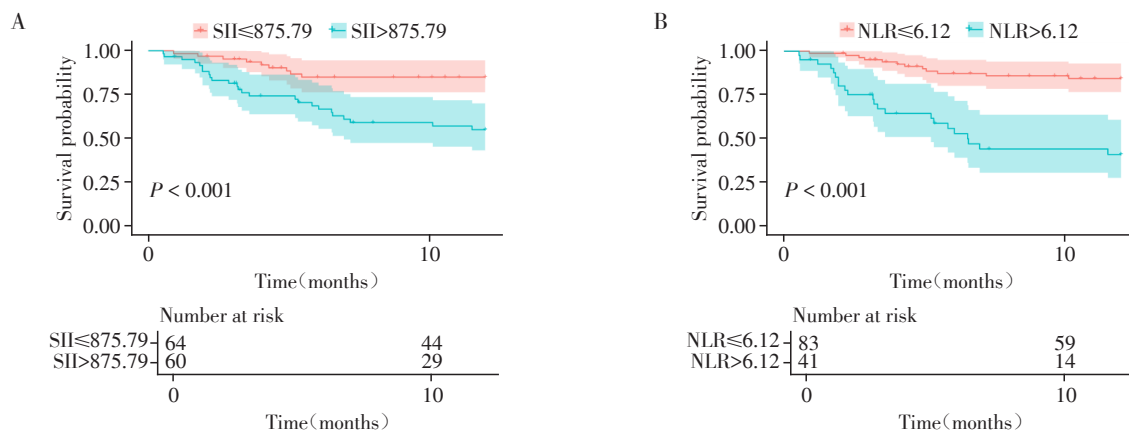 A
SII≤875.79 SII>875.79
Survival probability
1.00
0.75
0.50
0.25
0.00
P < 0.001
0 10
Time(months)
Number at risk
SII≤875.79 64 44
SII>875.79 60 29
0 10
Time(months)
B
NLR≤6.12 NLR>6.12
Survival probability
1.00
0.75
0.50
0.25
0.00
P < 0.001
0 10
Time(months)
Number at risk
NLR≤6.12 83 59
NLR>6.12 41 14
0 10
Time(months)